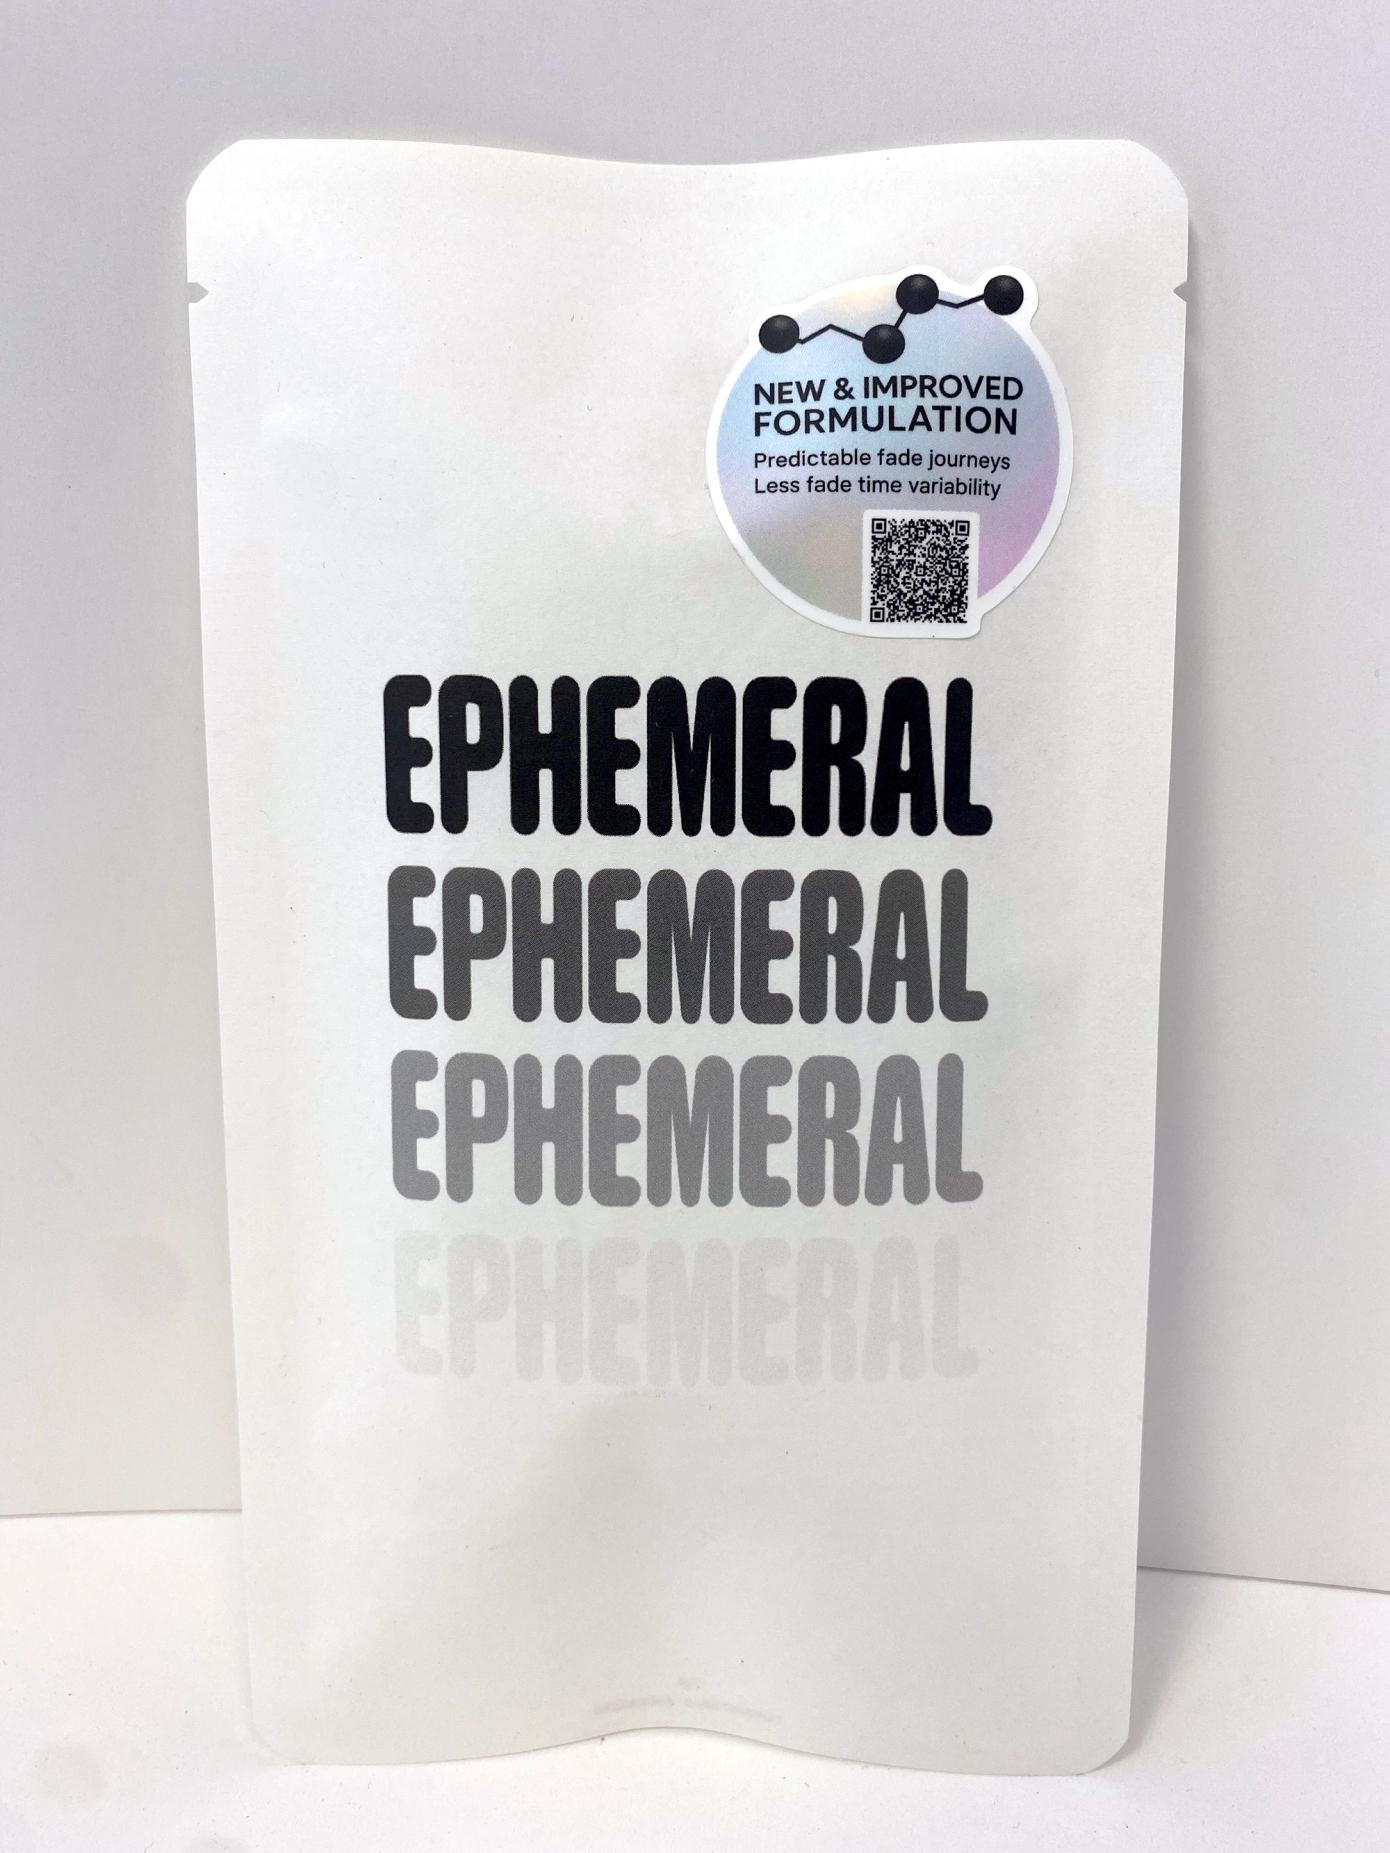 NEW & IMPROVED
FORMULATION
Predictable fade journeys
Less fade time variability
EPHEMERAL
EPHEMERAL
EPHEMERAL
EPHEMERAL